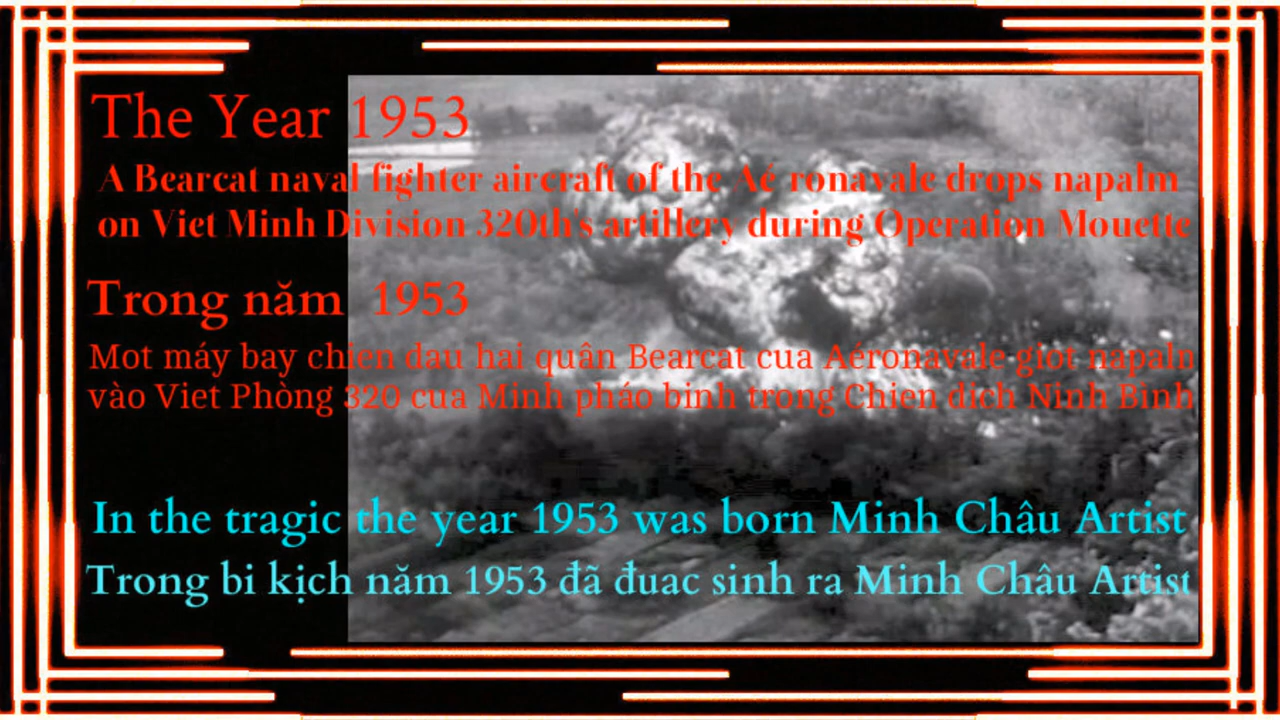 The Year 1953
A Bearcat naval fighter aircraft of the Aé ronavale drops napalm
on Viet Minh Division 320th's artillery during Operation Mouette
Trong năm 1953
Mot máy bay chien dau hai quân Bearcat cua Aéronavale giot napaln
vào Viet Phòng 320 cua Minh pháo binh trong Chien dich Ninh Binh
In the tragic the year 1953 was born Minh Châu Artist
Trong bi kịch năm 1953 đã đuac sinh ra Minh Châu Artist